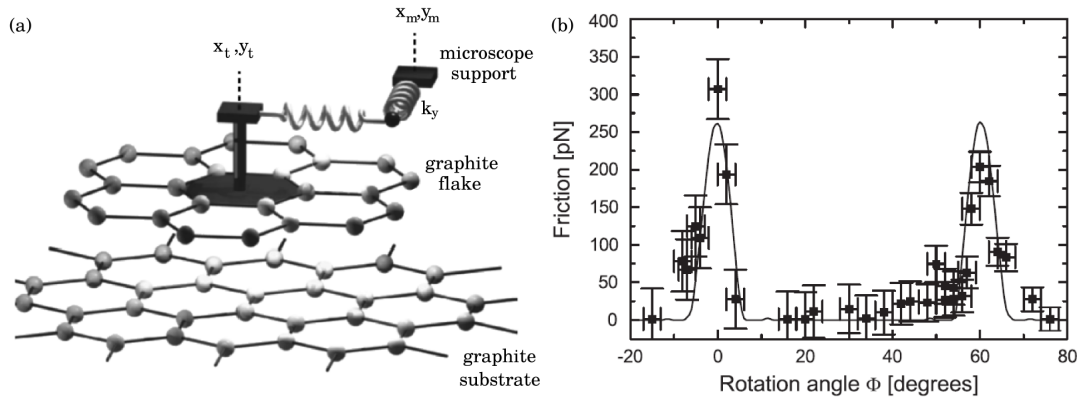 (a)
x_m,y_m
x_t,y_t
microscope
support
k_y
graphite
flake
graphite
substrate
(b)
Friction [pN]
400
350
300
250
200
150
100
50
0
-20 0 20 40 60 80
Rotation angle Φ [degrees]